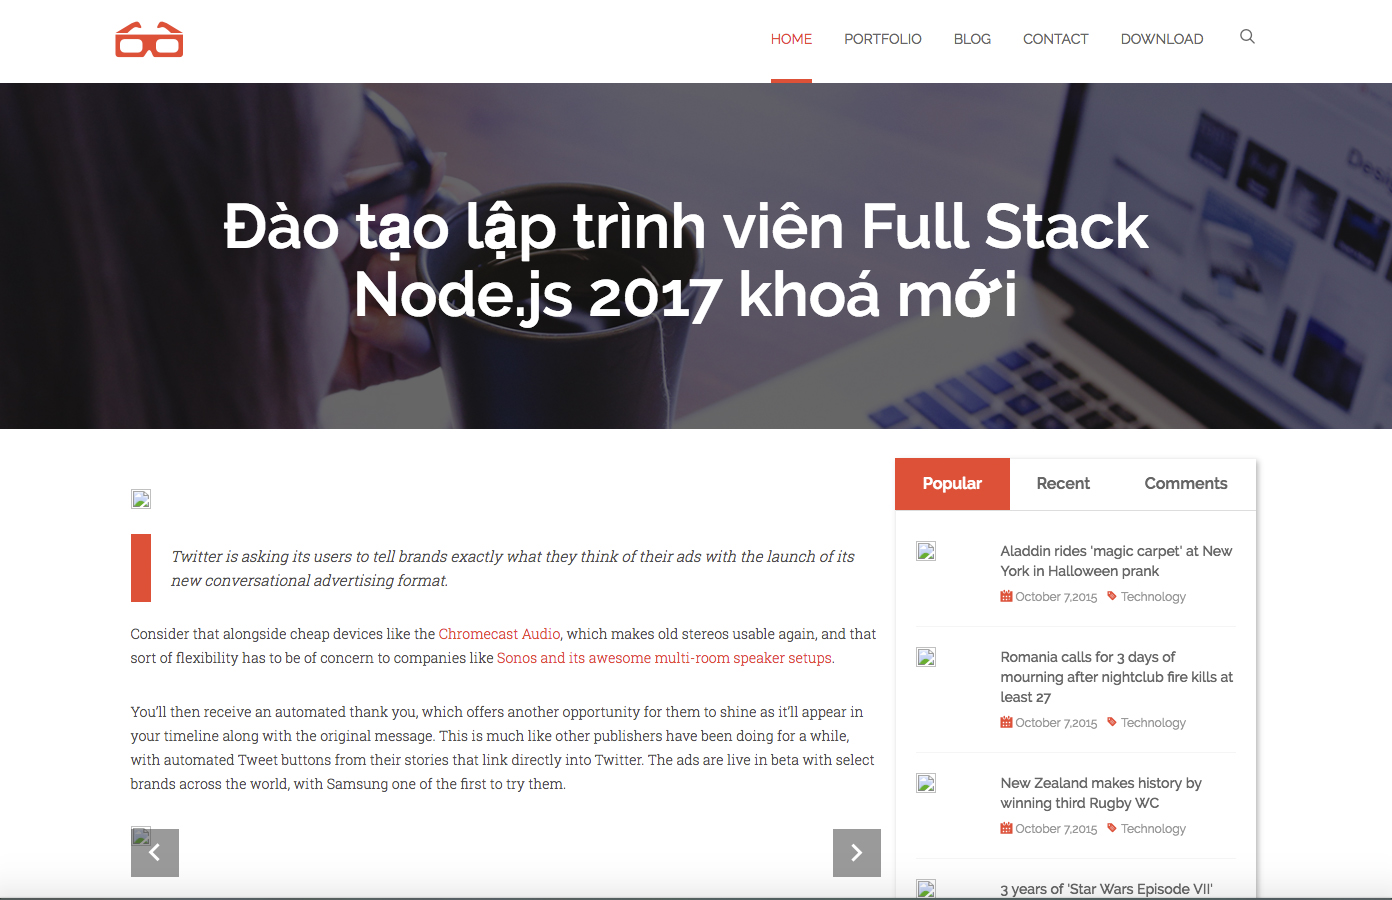 HOME PORTFOLIO BLOG CONTACT DOWNLOAD
Desi
Đào tạo lập trình viên Full Stack
Node.js 2017 khoá mới
Twitter is asking its users to tell brands exactly what they think of their ads with the launch of its
new conversational advertising format.
Consider that alongside cheap devices like the Chromecast Audio, which makes old stereos usable again, and that
sort of flexibility has to be of concern to companies like Sonos and its awesome multi-room speaker setups.
You'll then receive an automated thank you, which offers another opportunity for them to shine as it'll appear in
your timeline along with the original message. This is much like other publishers have been doing for a while,
with automated Tweet buttons from their stories that link directly into Twitter. The ads are live in beta with select
brands across the world, with Samsung one of the first to try them.
Popular Recent Comments
Aladdin rides 'magic carpet' at New
York in Halloween prank
October 7,2015 Technology
Romania calls for 3 days of
mourning after nightclub fire kills at
least 27
October 7,2015 Technology
New Zealand makes history by
winning third Rugby WC
October 7,2015 Technology
3 years of 'Star Wars Episode VII'